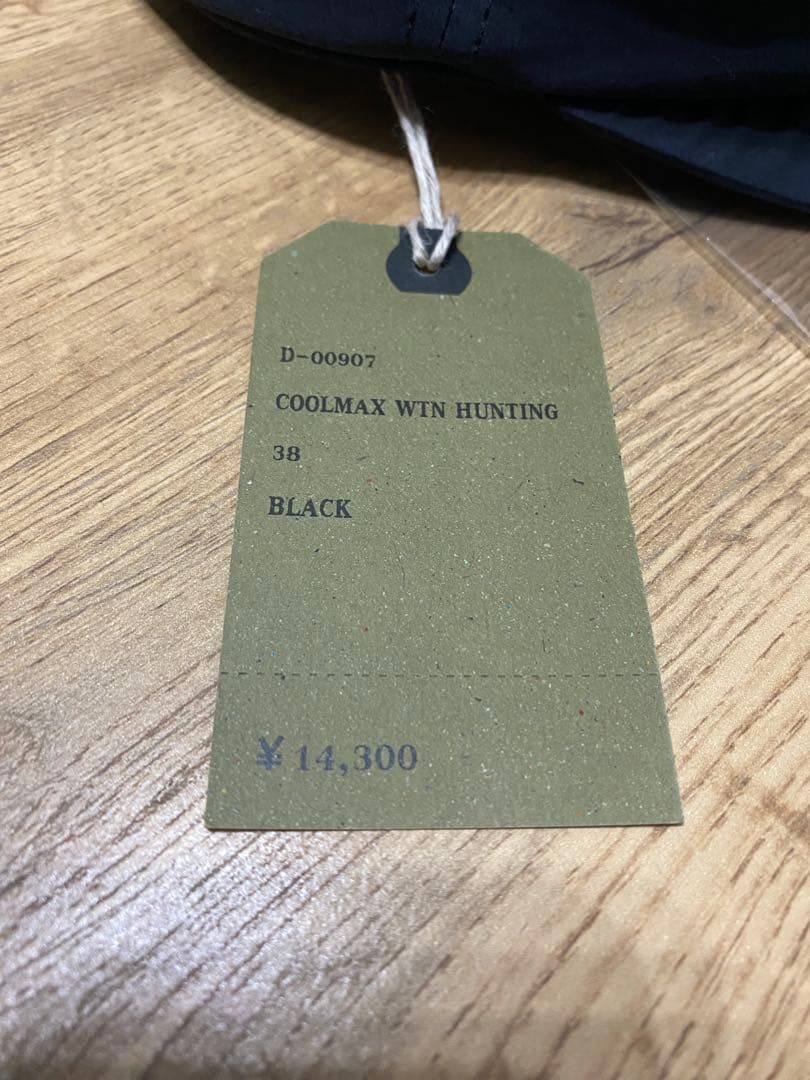 D-00907
COOLMAX WTN HUNTING
38
BLACK
¥14,300